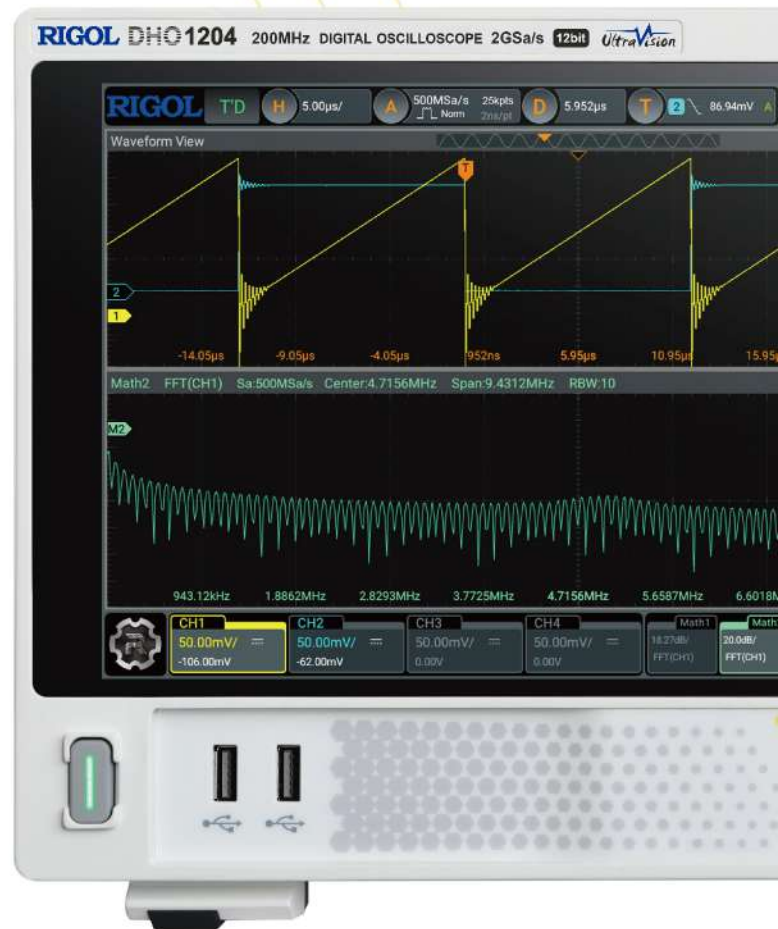 RIGOL DHO1204 200MHz DIGITAL OSCILLOSCOPE 2GSa/s 12bit UltraVision
RIGOL T'D H 5.00µs/ A 500MSa/s 25kpts D 5.952µs T 2 86.94mV A
Norm 2ns/pt
Waveform View
T
2
1
-14.05µs -9.05µs -4.05µs 952ns 5.95µs 10.95µs 15.95
Math2 FFT(CH1) Sa:500MSa/s Center:4.7156MHz Span:9.4312MHz RBW:10
M2
943.12kHz 1.8862MHz 2.8293MHz 3.7725MHz 4.7156MHz 5.6587MHz 6.6018M
CH1 CH2 CH3 CH4 Math1 Math
50.00mV/ 50.00mV/ 50.00mV/ 50.00mV/ 18.27dB/ 20.0dB/
-106.00mV -62.00mV 0.00V 0.00V FFT(CH1) FFT(CH1)